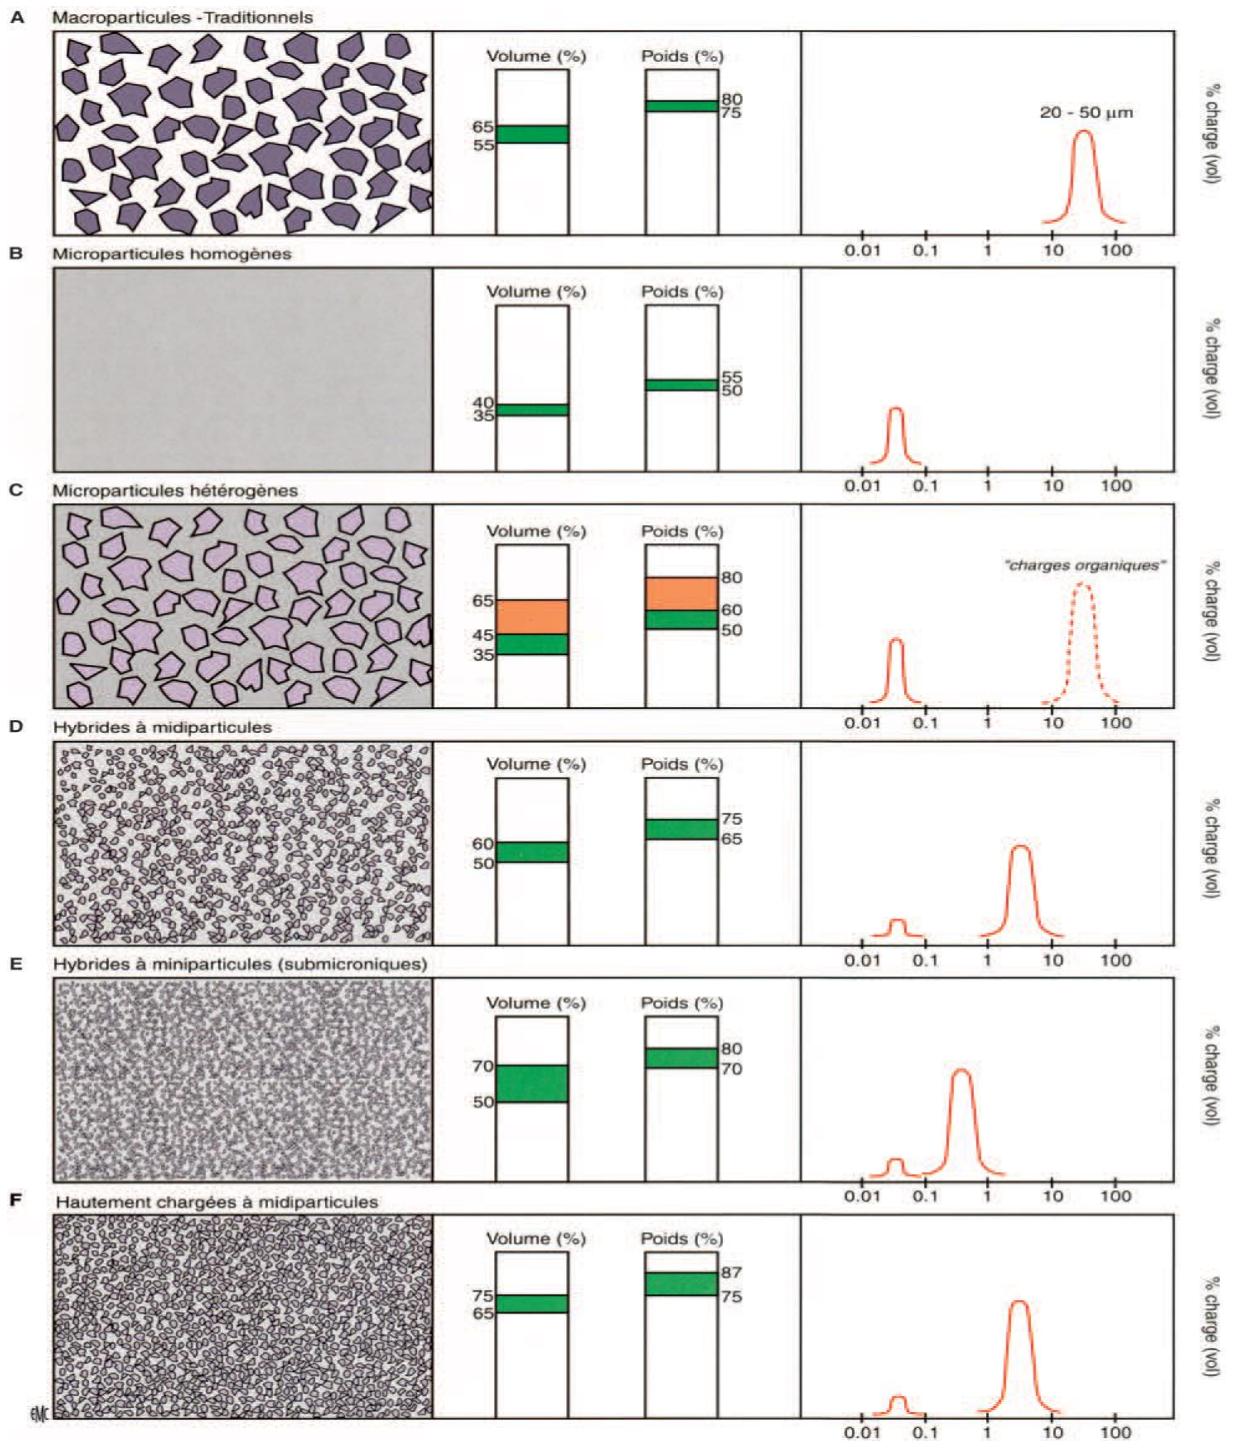 A Macroparticules -Traditionnels
Volume (%) Poids (%)
65
55
80
75
20 - 50 µm
0.01 0.1 1 10 100
% charge (vol)
B Microparticules homogènes
Volume (%) Poids (%)
40
35
55
50
0.01 0.1 1 10 100
% charge (vol)
C Microparticules hétérogènes
Volume (%) Poids (%)
65
45
35
80
60
50
"charges organiques"
0.01 0.1 1 10 100
% charge (vol)
D Hybrides à midiparticules
Volume (%) Poids (%)
60
50
75
65
0.01 0.1 1 10 100
% charge (vol)
E Hybrides à miniparticules (submicroniques)
Volume (%) Poids (%)
70
50
80
70
0.01 0.1 1 10 100
% charge (vol)
F Hautement chargées à midiparticules
Volume (%) Poids (%)
75
65
87
75
0.01 0.1 1 10 100
% charge (vol)